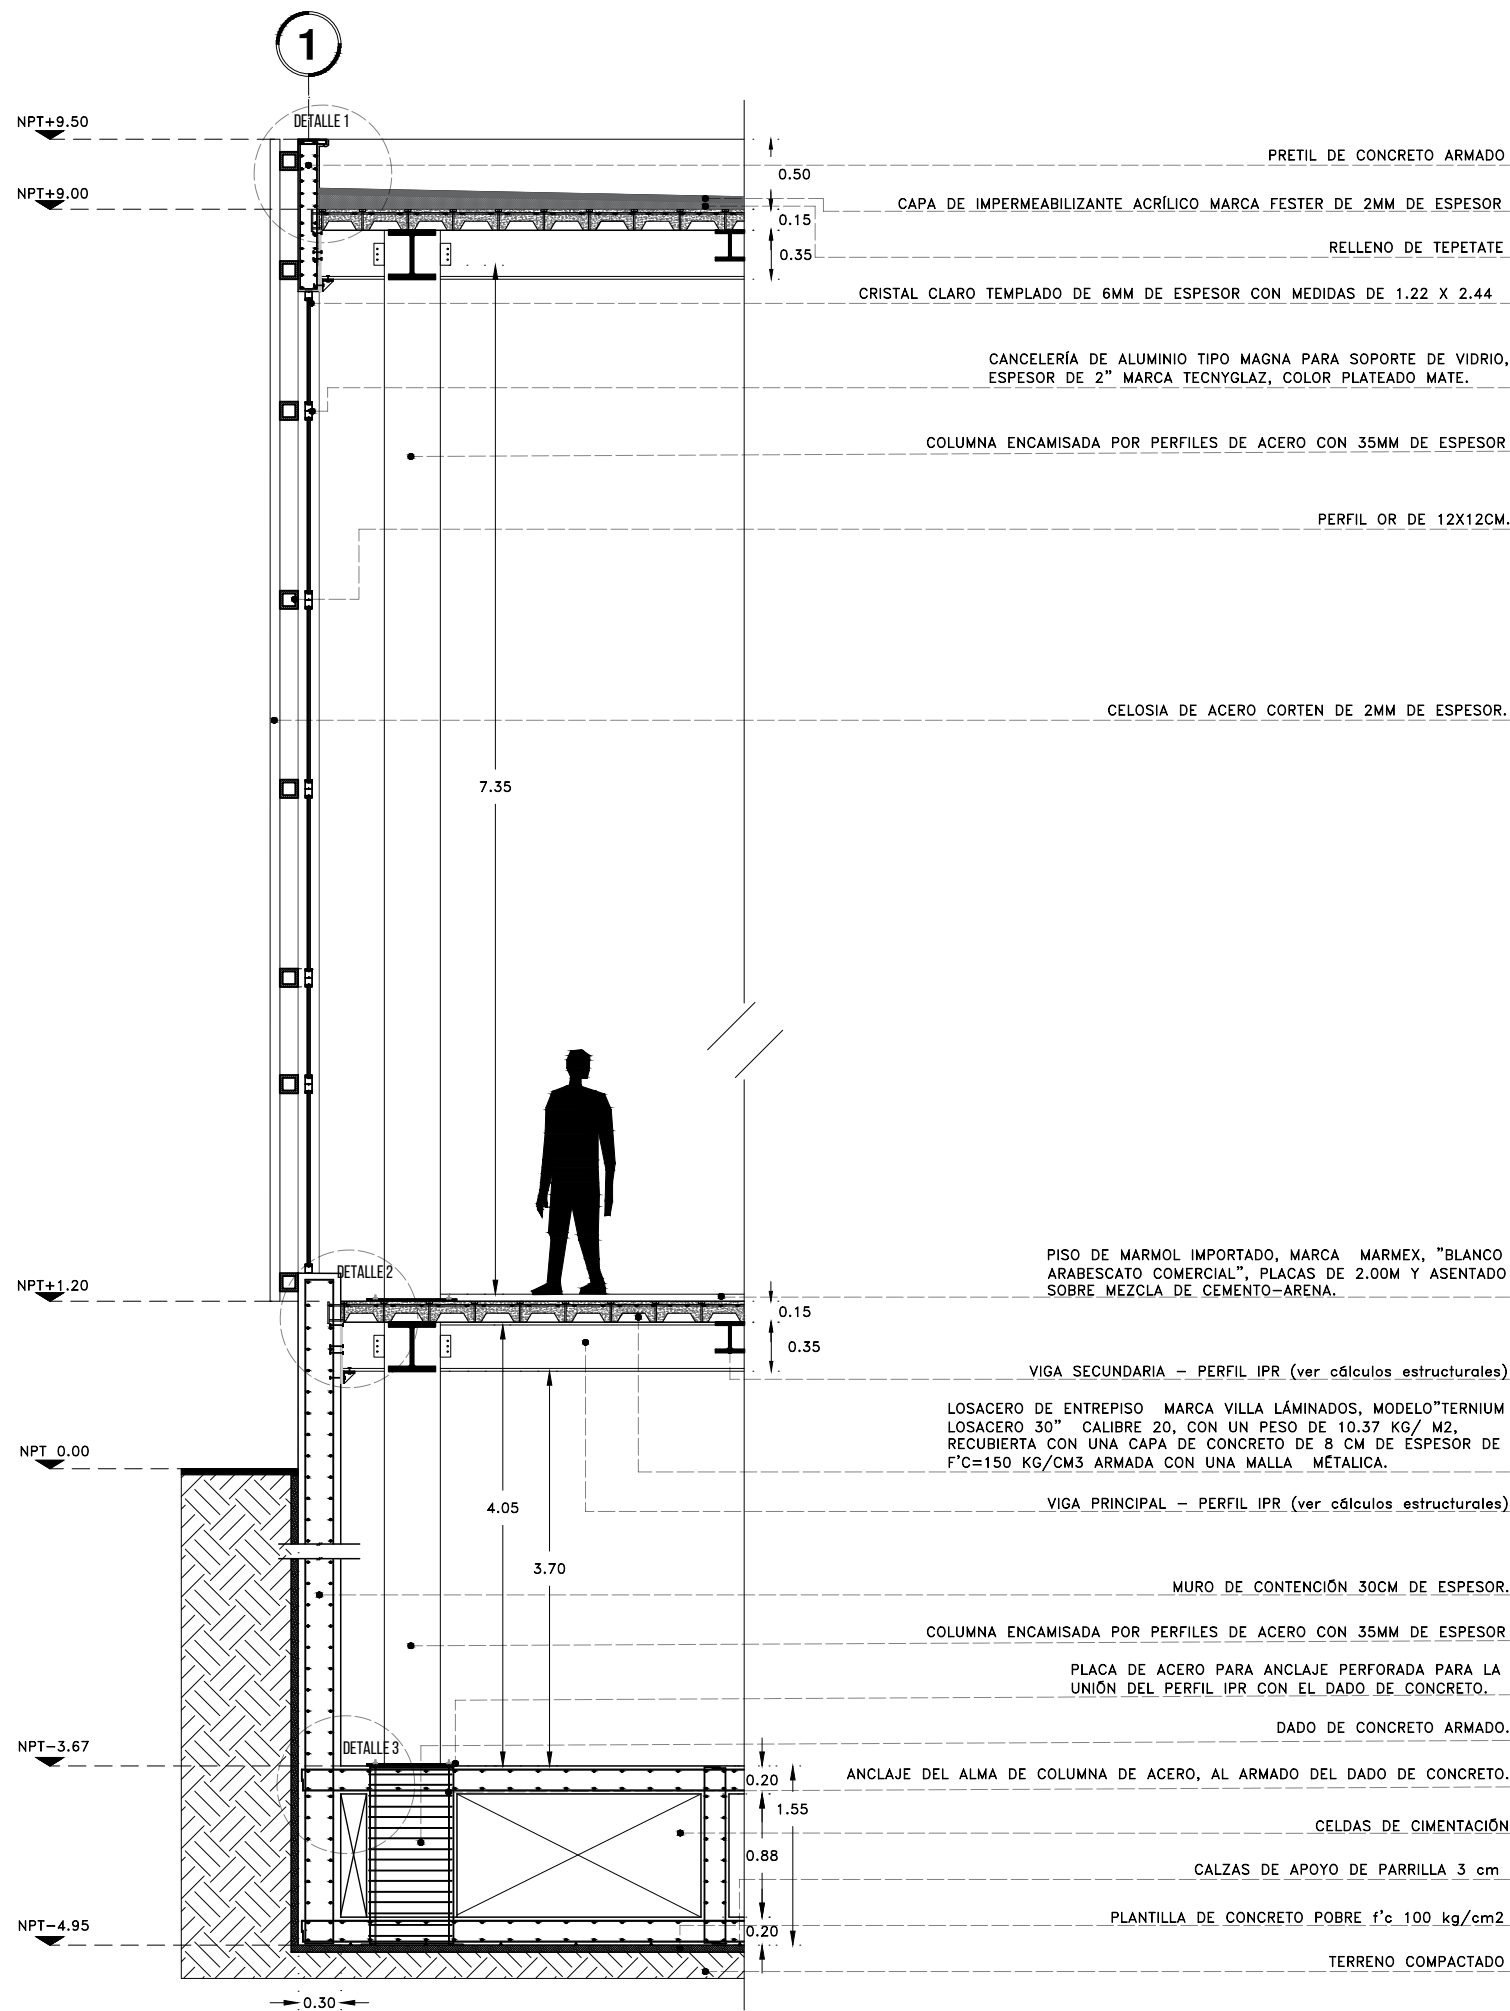 1
DETALLE 1
NPT+9.50
PRETIL DE CONCRETO ARMADO
0.50
NPT+9.00
CAPA DE IMPERMEABILIZANTE ACRÍLICO MARCA FESTER DE 2MM DE ESPESOR
0.15
RELLENO DE TEPETATE
0.35
CRISTAL CLARO TEMPLADO DE 6MM DE ESPESOR CON MEDIDAS DE 1.22 X 2.44
CANCELERÍA DE ALUMINIO TIPO MAGNA PARA SOPORTE DE VIDRIO,
ESPESOR DE 2" MARCA TECNYGLAZ, COLOR PLATEADO MATE.
COLUMNA ENCAMISADA POR PERFILES DE ACERO CON 35MM DE ESPESOR
PERFIL OR DE 12X12CM.
CELOSIA DE ACERO CORTEN DE 2MM DE ESPESOR.
7.35
PISO DE MARMOL IMPORTADO, MARCA MARMEX, "BLANCO
ARABESCATO COMERCIAL", PLACAS DE 2.00M Y ASENTADO
SOBRE MEZCLA DE CEMENTO-ARENA.
DETALLE 2
NPT+1.20
0.15
0.35
VIGA SECUNDARIA - PERFIL IPR (ver cálculos estructurales)
LOSACERO DE ENTREPISO MARCA VILLA LÁMINADOS, MODELO"TERNIUM
LOSACERO 30" CALIBRE 20, CON UN PESO DE 10.37 KG/ M2,
RECUBIERTA CON UNA CAPA DE CONCRETO DE 8 CM DE ESPESOR DE
F'C=150 KG/CM3 ARMADA CON UNA MALLA MÉTALICA.
NPT 0.00
VIGA PRINCIPAL - PERFIL IPR (ver cálculos estructurales)
4.05
3.70
MURO DE CONTENCIÓN 30CM DE ESPESOR.
COLUMNA ENCAMISADA POR PERFILES DE ACERO CON 35MM DE ESPESOR
PLACA DE ACERO PARA ANCLAJE PERFORADA PARA LA
UNIÓN DEL PERFIL IPR CON EL DADO DE CONCRETO.
DADO DE CONCRETO ARMADO.
NPT-3.67
DETALLE 3
0.20
ANCLAJE DEL ALMA DE COLUMNA DE ACERO, AL ARMADO DEL DADO DE CONCRETO.
1.55
CELDAS DE CIMENTACIÓN
0.88
CALZAS DE APOYO DE PARRILLA 3 cm
PLANTILLA DE CONCRETO POBRE f'c 100 kg/cm2
NPT-4.95
0.20
TERRENO COMPACTADO
0.30